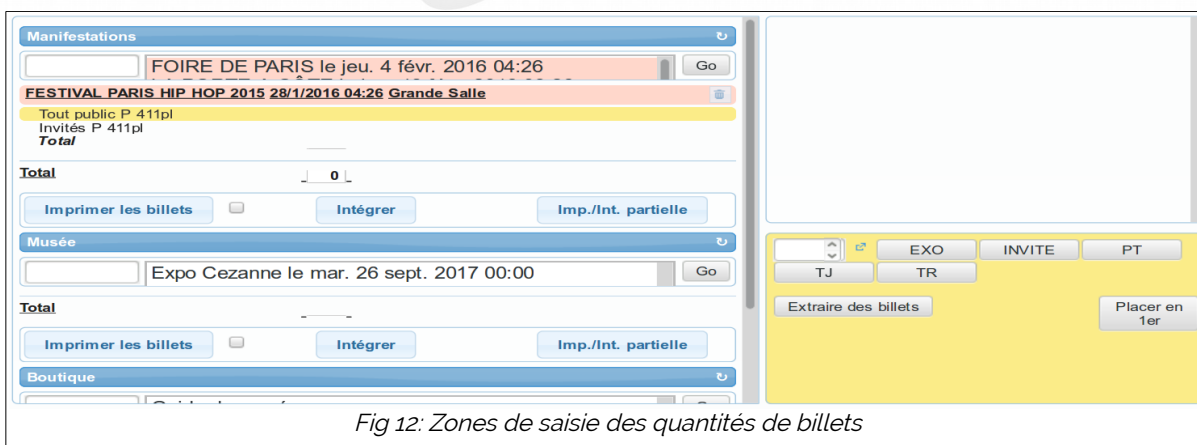 Manifestations
FOIRE DE PARIS le jeu. 4 févr. 2016 04:26
Go
FESTIVAL PARIS HIP HOP 2015 28/1/2016 04:26 Grande Salle
Tout public P 411pl
Invités P 411pl
Total
Total
0
Imprimer les billets
Intégrer
Imp./Int. partielle
Musée
Expo Cezanne le mar. 26 sept. 2017 00:00
Go
Total
Imprimer les billets
Intégrer
Imp./Int. partielle
Boutique
EXO
INVITE
PT
TJ
TR
Extraire des billets
Placer en
1er
Fig 12: Zones de saisie des quantités de billets